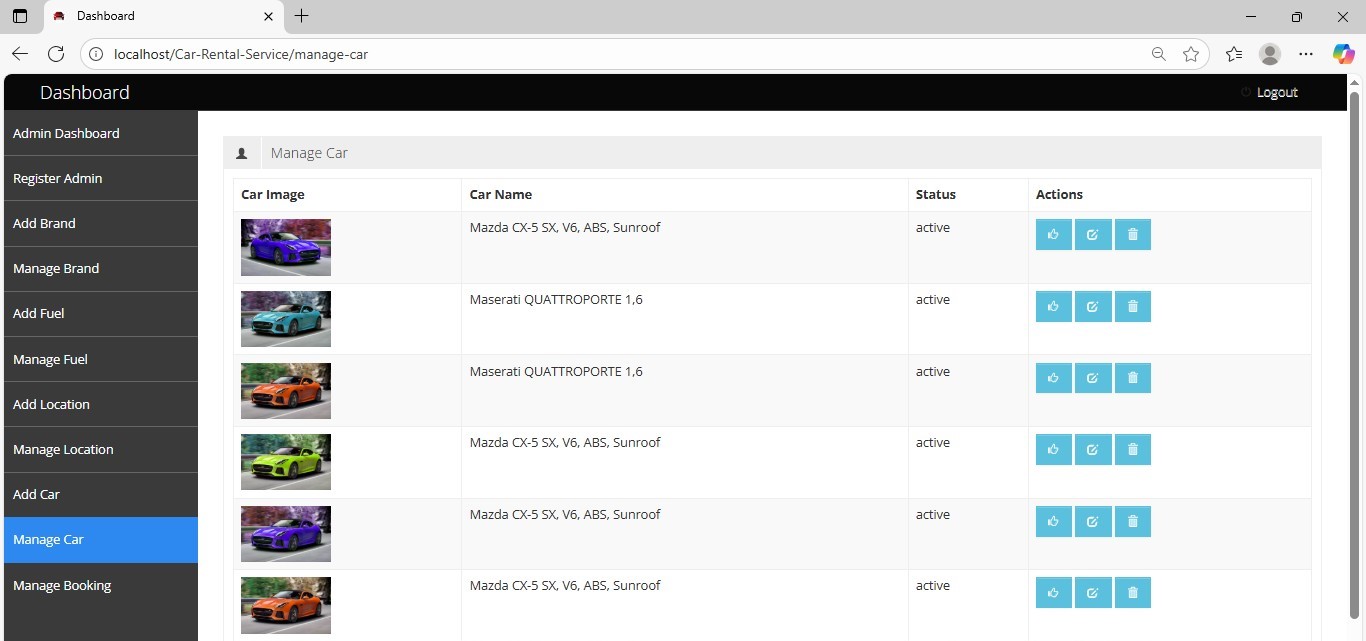 Dashboard
localhost/Car-Rental-Service/manage-car
Dashboard
Logout
Admin Dashboard
Register Admin
Add Brand
Manage Brand
Add Fuel
Manage Fuel
Add Location
Manage Location
Add Car
Manage Car
Manage Booking
Manage Car
Car Image Car Name Status Actions
Mazda CX-5 SX, V6, ABS, Sunroof active
Maserati QUATTROPORTE 1,6 active
Maserati QUATTROPORTE 1,6 active
Mazda CX-5 SX, V6, ABS, Sunroof active
Mazda CX-5 SX, V6, ABS, Sunroof active
Mazda CX-5 SX, V6, ABS, Sunroof active